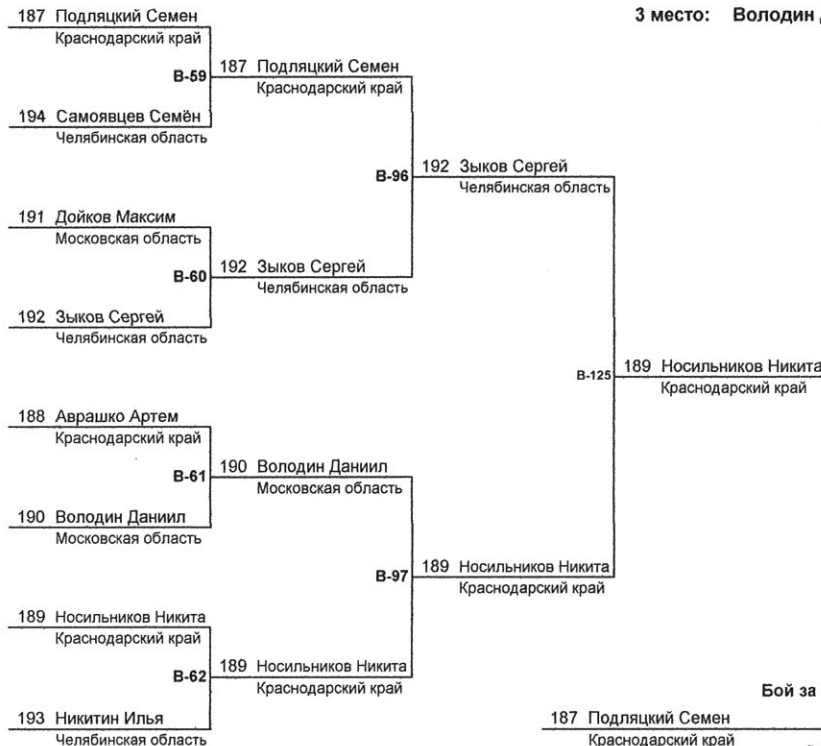 3 место: Володин
187 Подляцкий Семен
Краснодарский край
B-59
187 Подляцкий Семен
Краснодарский край
194 Самоявцев Семён
Челябинская область
B-96
192 Зыков Сергей
Челябинская область
191 Дойков Максим
Московская область
B-60
192 Зыков Сергей
Челябинская область
192 Зыков Сергей
Челябинская область
B-125
189 Носильников Никита
Краснодарский край
188 Аврашко Артем
Краснодарский край
B-61
190 Володин Даниил
Московская область
190 Володин Даниил
Московская область
B-97
189 Носильников Никита
Краснодарский край
189 Носильников Никита
Краснодарский край
B-62
189 Носильников Никита
Краснодарский край
193 Никитин Илья
Челябинская область
Бой за
187 Подляцкий Семен
Краснодарский край